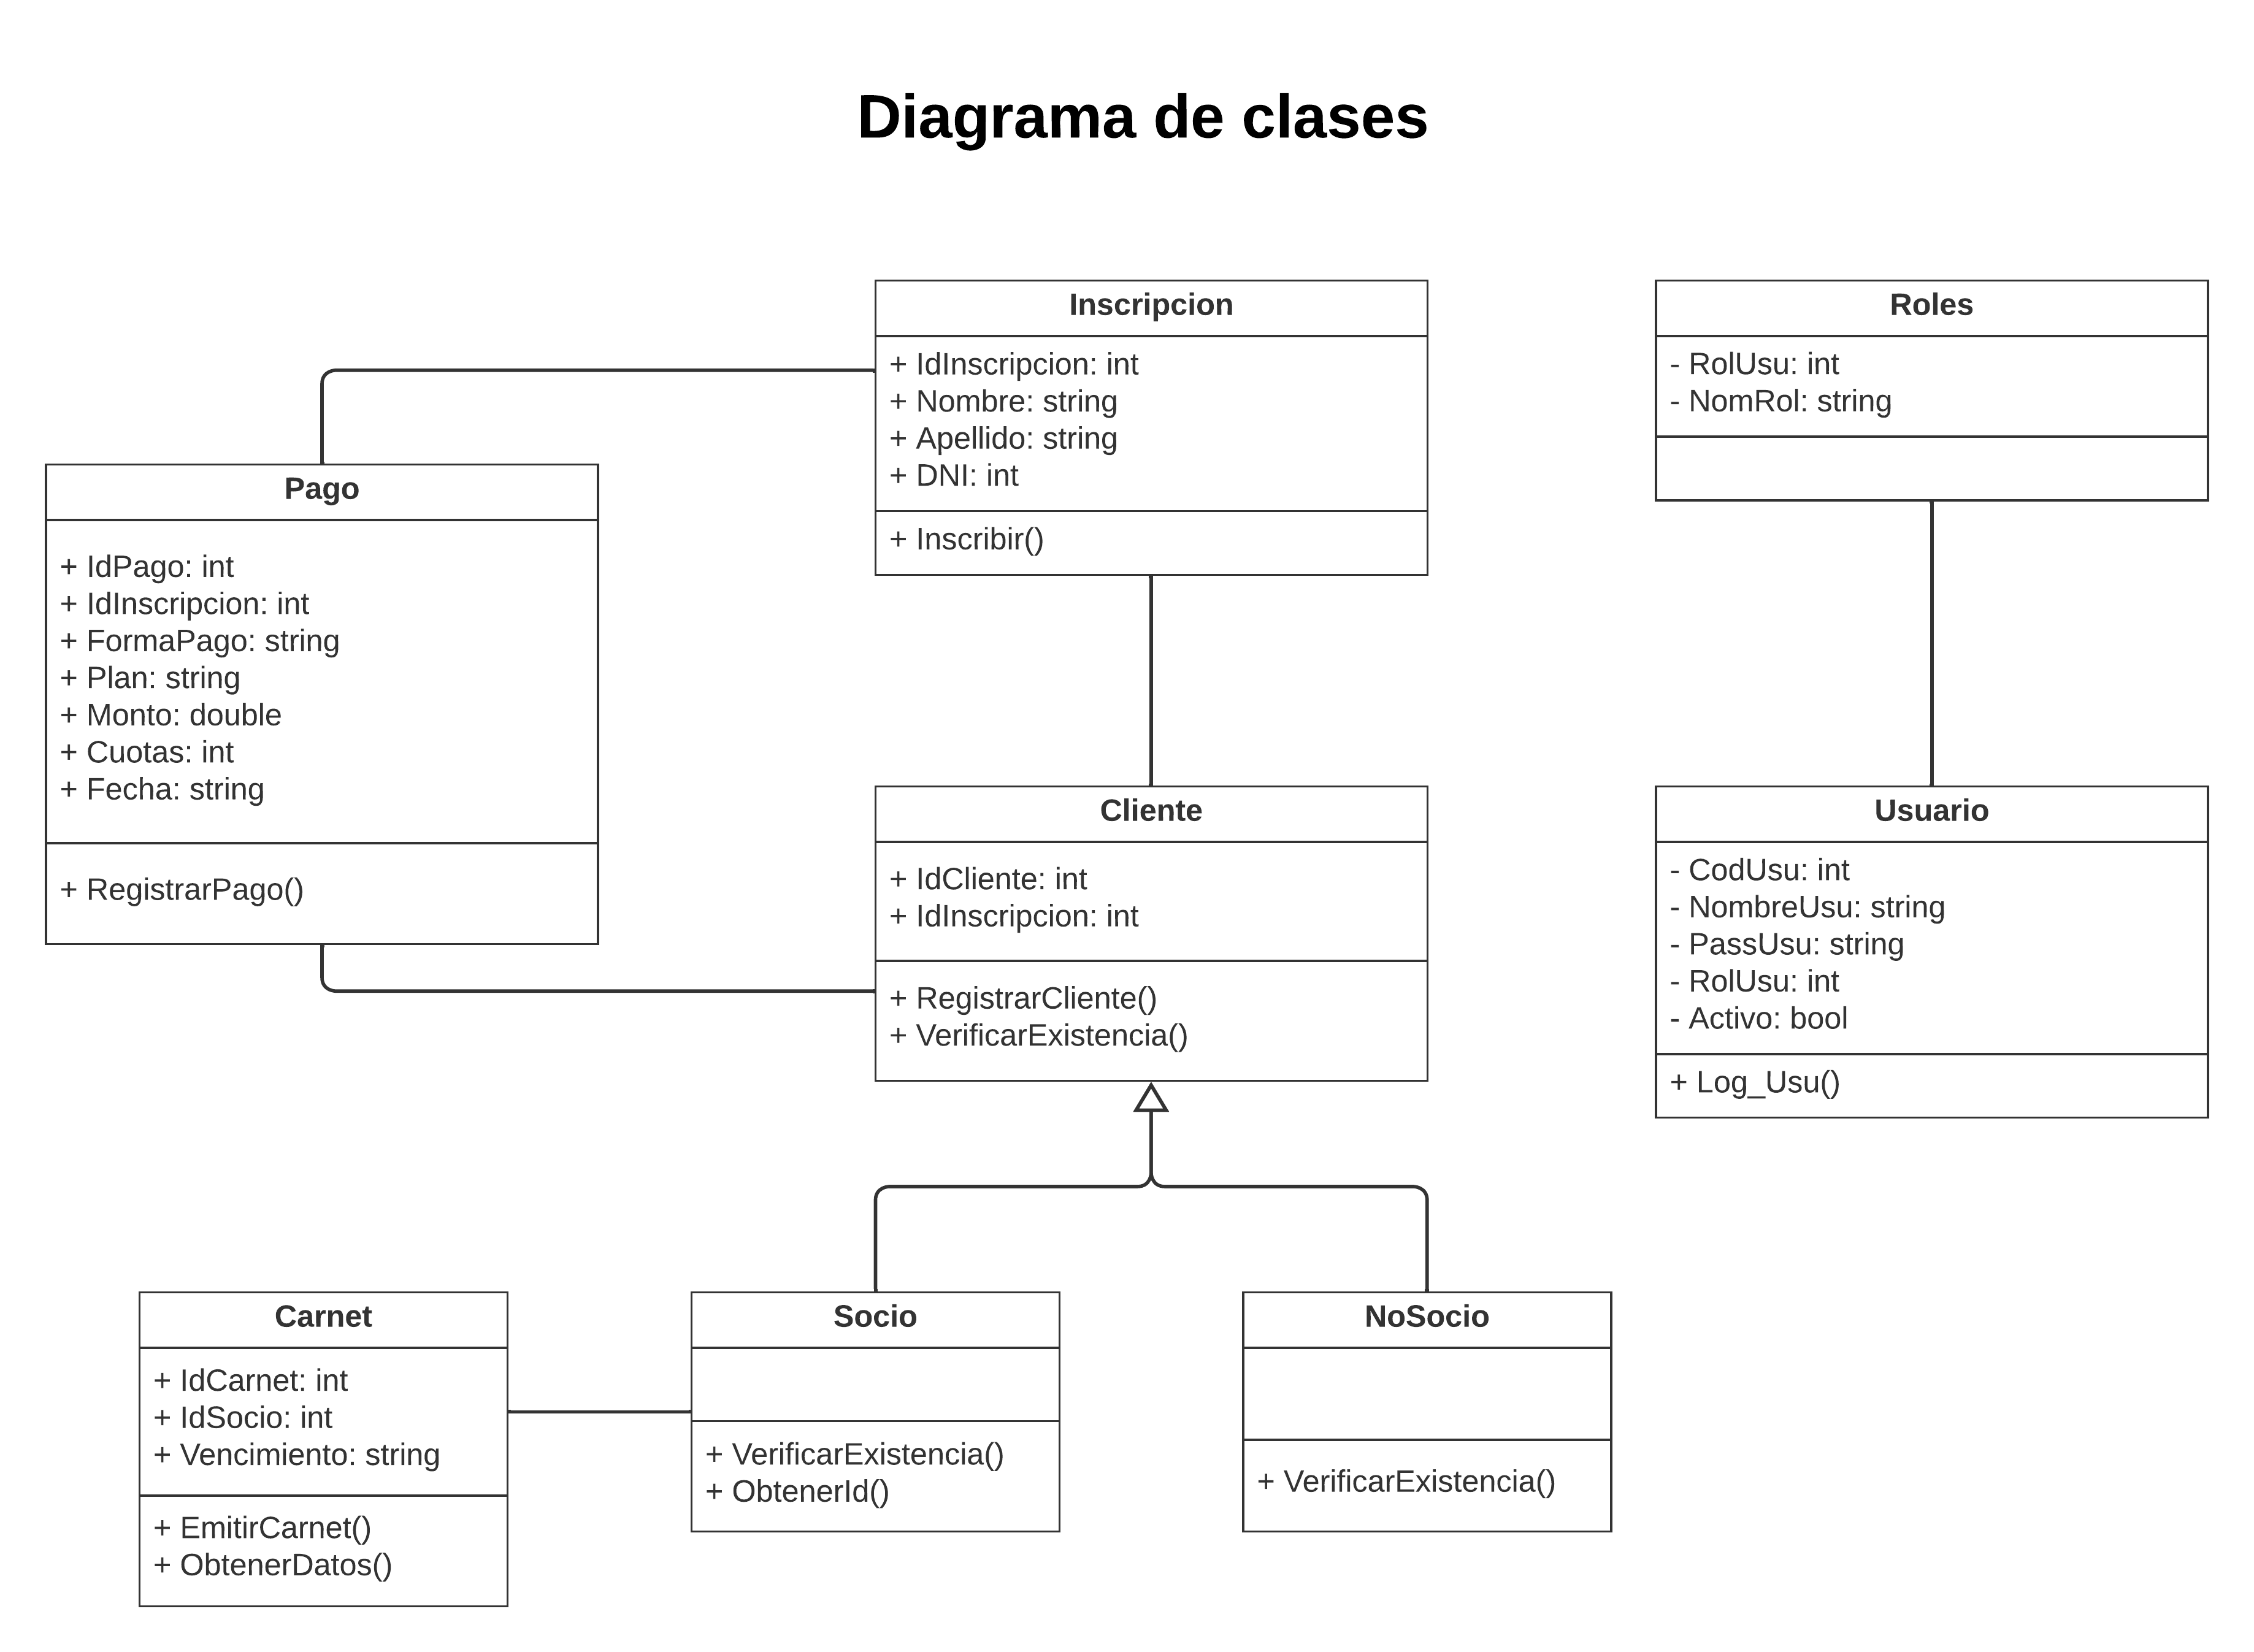 Diagrama de clases
Inscripcion
+ IdInscripcion: int
+ Nombre: string
+ Apellido: string
+ DNI: int
+ Inscribir()
Roles
- RolUsu: int
- NomRol: string
Pago
+ IdPago: int
+ IdInscripcion: int
+ FormaPago: string
+ Plan: string
+ Monto: double
+ Cuotas: int
+ Fecha: string
+ RegistrarPago()
Cliente
+ IdCliente: int
+ IdInscripcion: int
+ RegistrarCliente()
+ VerificarExistencia()
Usuario
- CodUsu: int
- NombreUsu: string
- PassUsu: string
- RolUsu: int
- Activo: bool
+ Log_Usu()
Carnet
+ IdCarnet: int
+ IdSocio: int
+ Vencimiento: string
+ EmitirCarnet()
+ ObtenerDatos()
Socio
+ VerificarExistencia()
+ ObtenerId()
NoSocio
+ VerificarExistencia()